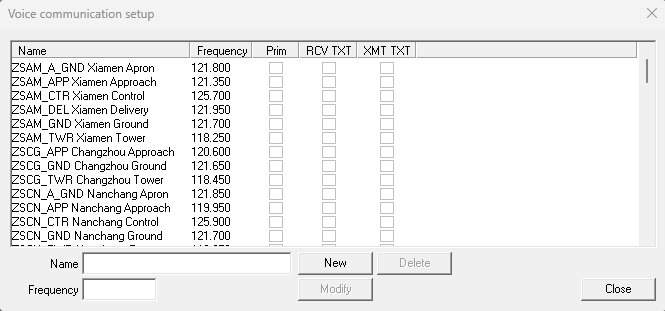 Voice communication setup
Name Frequency Prim RCV TXT XMT TXT
ZSAM_A_GND Xiamen Apron 121.800
ZSAM_APP Xiamen Approach 121.350
ZSAM_CTR Xiamen Control 125.700
ZSAM_DEL Xiamen Delivery 121.950
ZSAM_GND Xiamen Ground 121.700
ZSAM_TWR Xiamen Tower 118.250
ZSCG_APP Changzhou Approach 120.600
ZSCG_GND Changzhou Ground 121.650
ZSCG_TWR Changzhou Tower 118.450
ZSCN_A_GND Nanchang Apron 121.850
ZSCN_APP Nanchang Approach 119.950
ZSCN_CTR Nanchang Control 125.900
ZSCN_GND Nanchang Ground 121.700
Name New Delete
Frequency Modify Close